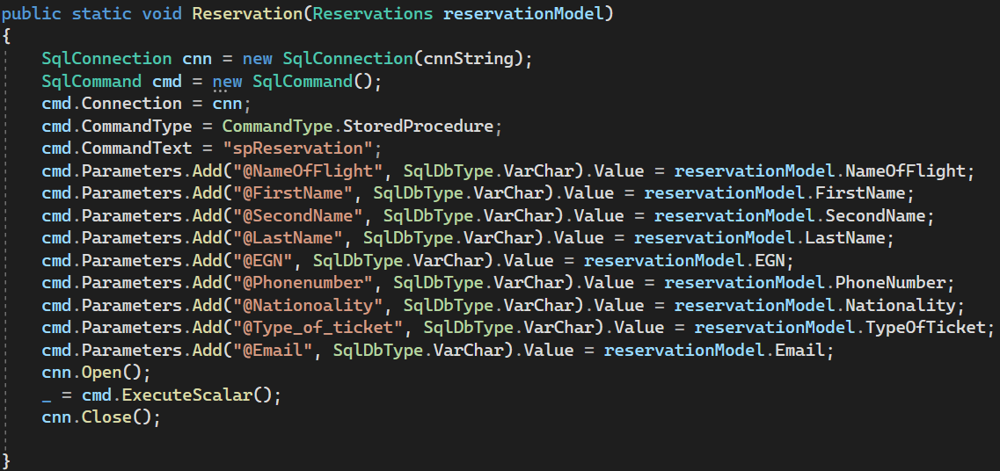 public static void Reservation(Reservations reservationModel)
{
SqlConnection cnn = new SqlConnection(cnnString);
SqlCommand cmd = new SqlCommand();
cmd.Connection = cnn;
cmd.CommandType = CommandType.StoredProcedure;
cmd.CommandText = "spReservation";
cmd.Parameters.Add("@NameOfFlight", SqlDbType.VarChar).Value = reservationModel.NameOfFlight;
cmd.Parameters.Add("@FirstName", SqlDbType.VarChar).Value = reservationModel.FirstName;
cmd.Parameters.Add("@SecondName", SqlDbType.VarChar).Value = reservationModel.SecondName;
cmd.Parameters.Add("@LastName", SqlDbType.VarChar).Value = reservationModel.LastName;
cmd.Parameters.Add("@EGN", SqlDbType.VarChar).Value = reservationModel.EGN;
cmd.Parameters.Add("@Phonenumber", SqlDbType.VarChar).Value = reservationModel.PhoneNumber;
cmd.Parameters.Add("@Nationoality", SqlDbType.VarChar).Value = reservationModel.Nationality;
cmd.Parameters.Add("@Type_of_ticket", SqlDbType.VarChar).Value = reservationModel.TypeOfTicket;
cmd.Parameters.Add("@Email", SqlDbType.VarChar).Value = reservationModel.Email;
cnn.Open();
_ = cmd.ExecuteScalar();
cnn.Close();
}